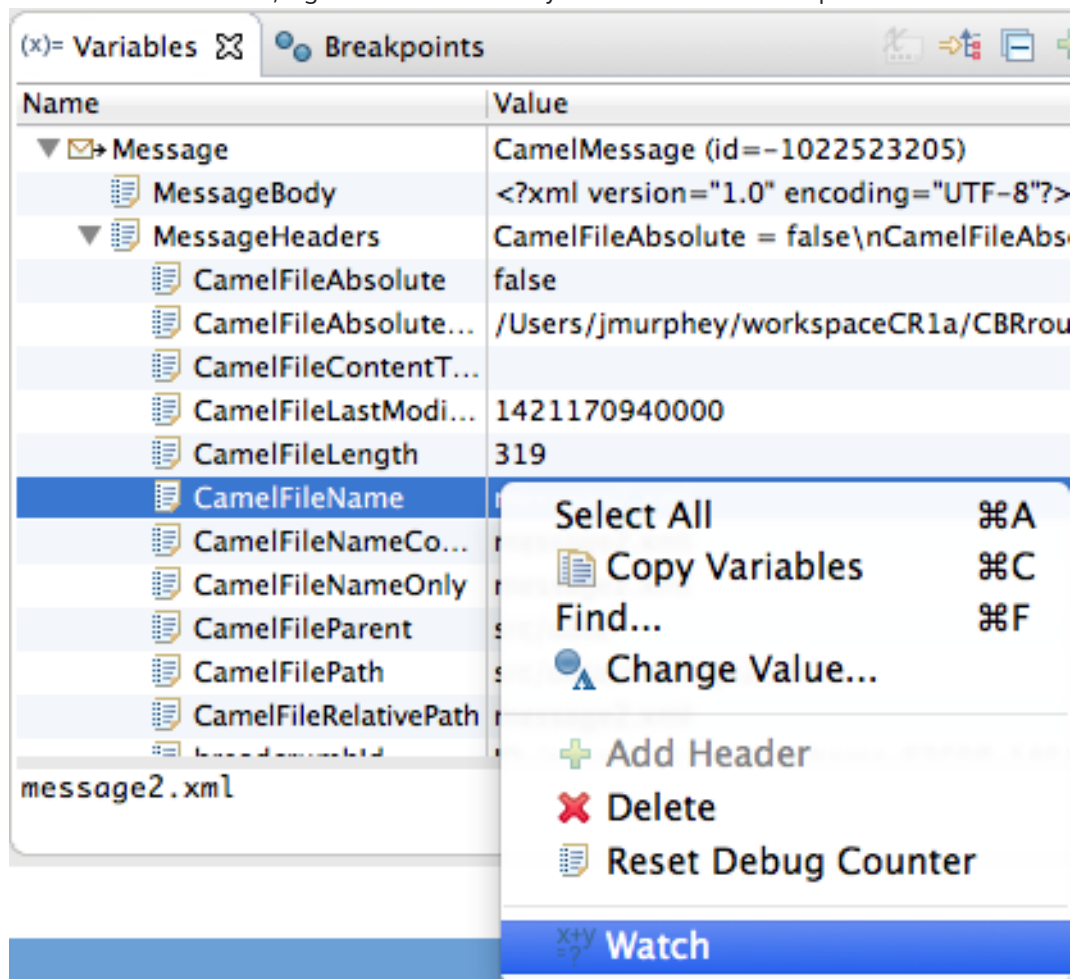 (x)= Variables Breakpoints
Name Value
Message CamelMessage (id=-1022523205)
MessageBody <?xml version="1.0" encoding="UTF-8"?>
MessageHeaders CamelFileAbsolute = false\nCamelFileAbs
CamelFileAbsolute false
CamelFileAbsolute... /Users/jmurphey/workspaceCR1a/CBRrou
CamelFileContentT...
CamelFileLastModi... 1421170940000
CamelFileLength 319
CamelFileName
CamelFileNameCo...
CamelFileNameOnly
CamelFileParent
CamelFilePath
CamelFileRelativePath
message2.xml
Select All ⌘A
Copy Variables ⌘C
Find... ⌘F
Change Value...
Add Header
Delete
Reset Debug Counter
x+y=? Watch